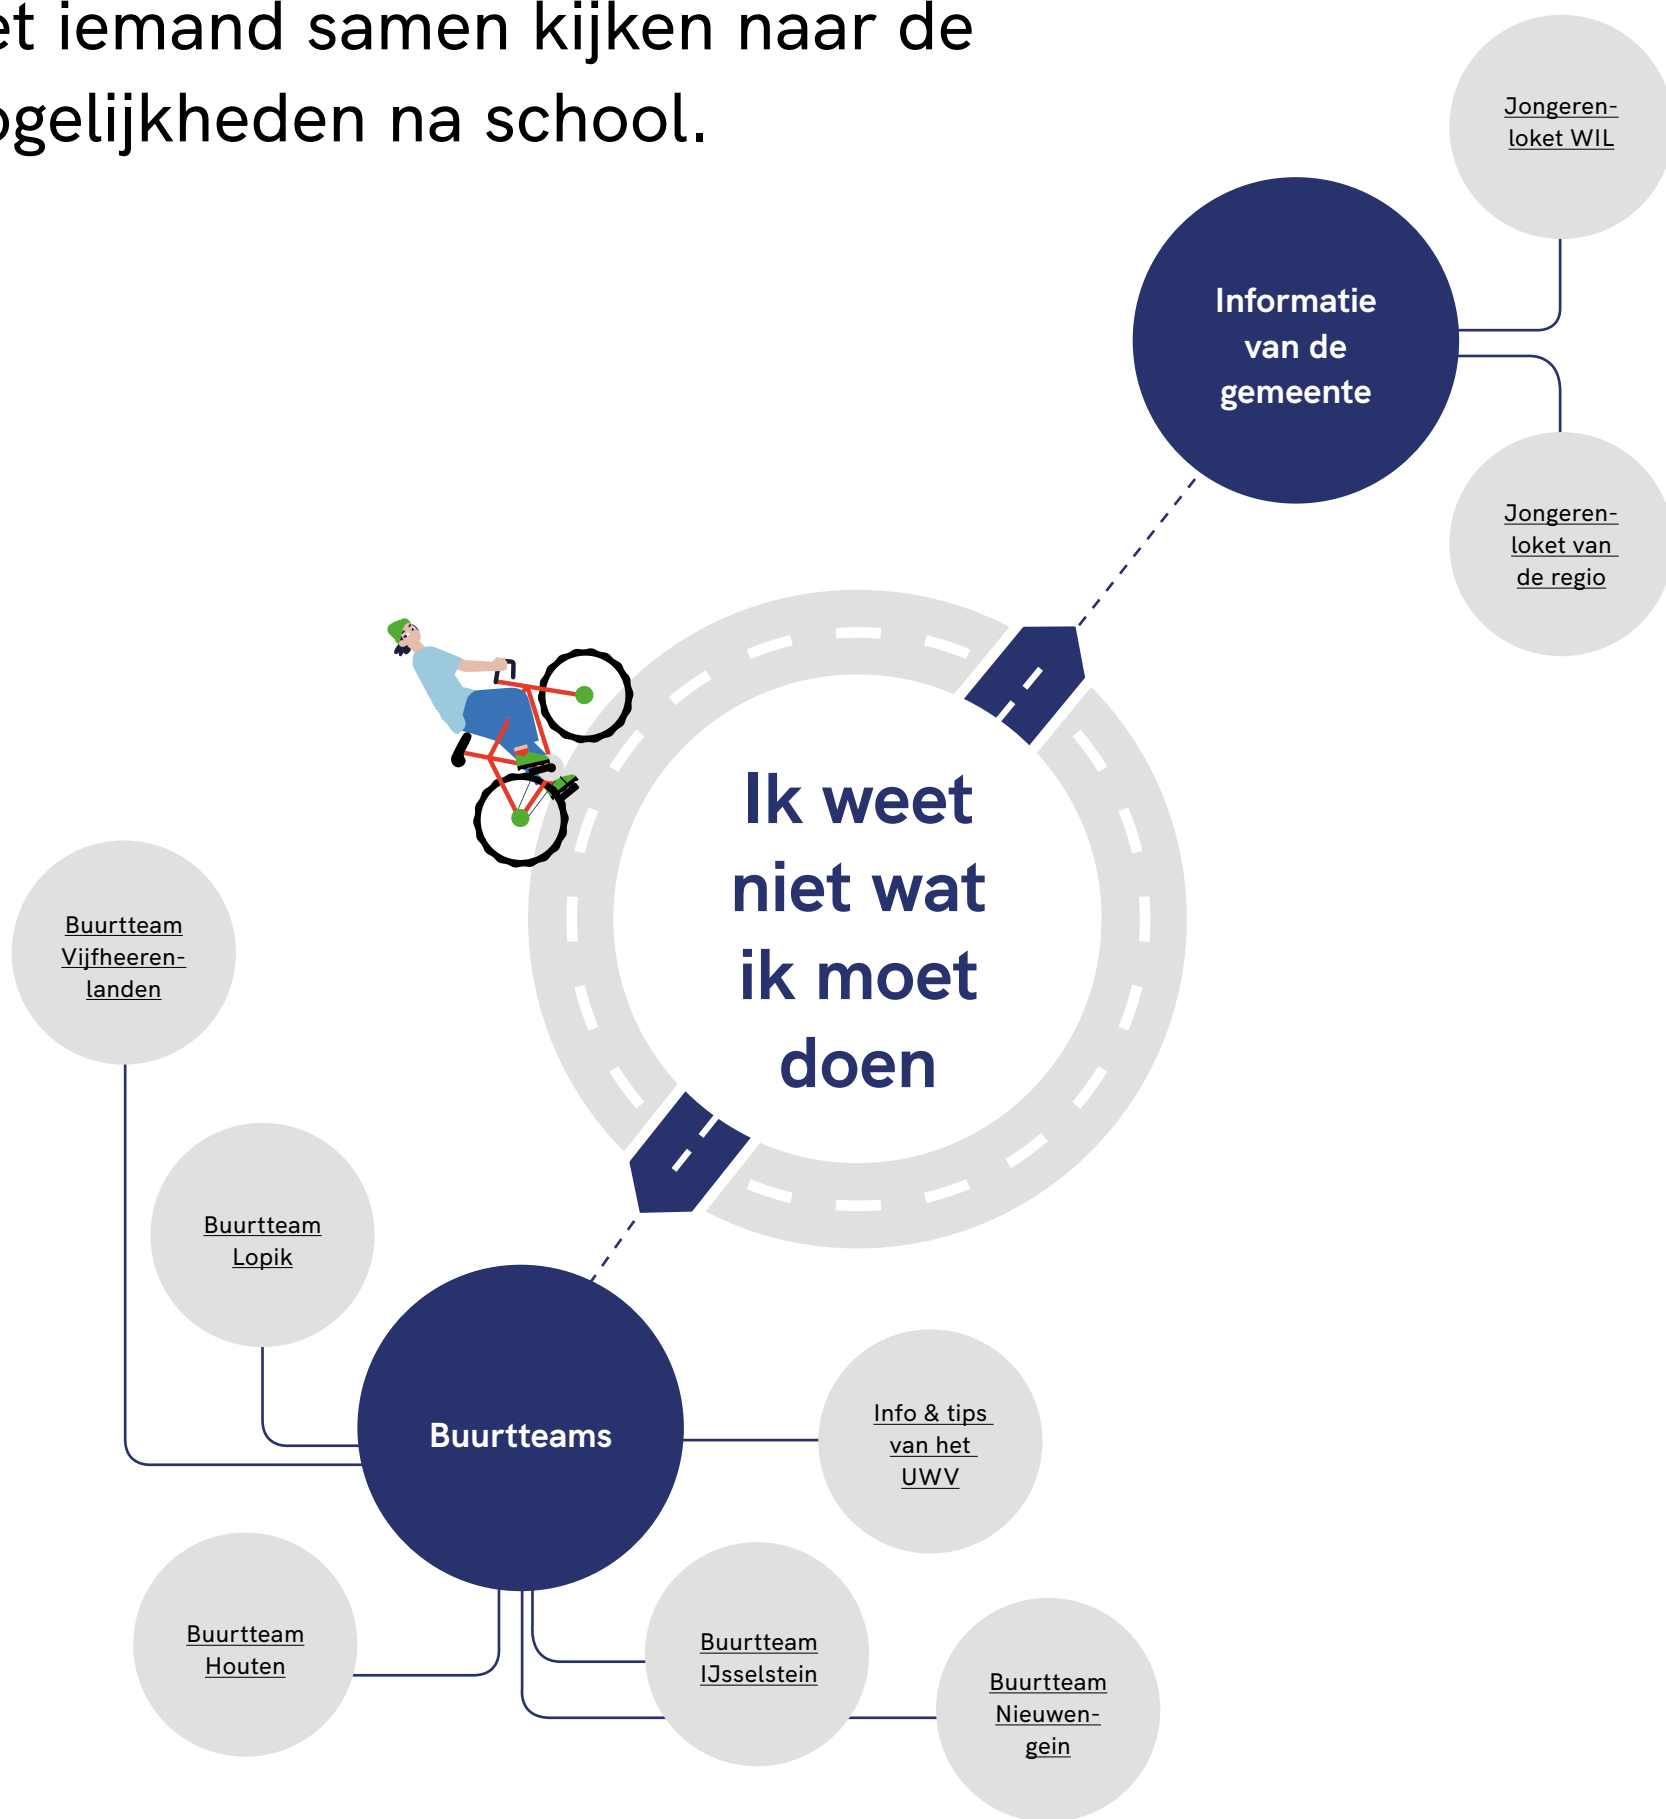 iemand samen kijken naar de
na school.
Jongeren-
loket WIL
Informatie
van de
gemeente
Jongeren-
loket van
de regio
Ik weet
niet wat
ik moet
doen
Buurtteam
Vijfheeren-
landen
Buurtteam
Lopik
Buurtteams
Info & tips
van het
UWV
Buurtteam
Houten
Buurtteam
IJsselstein
Buurtteam
Nieuwen-
gein